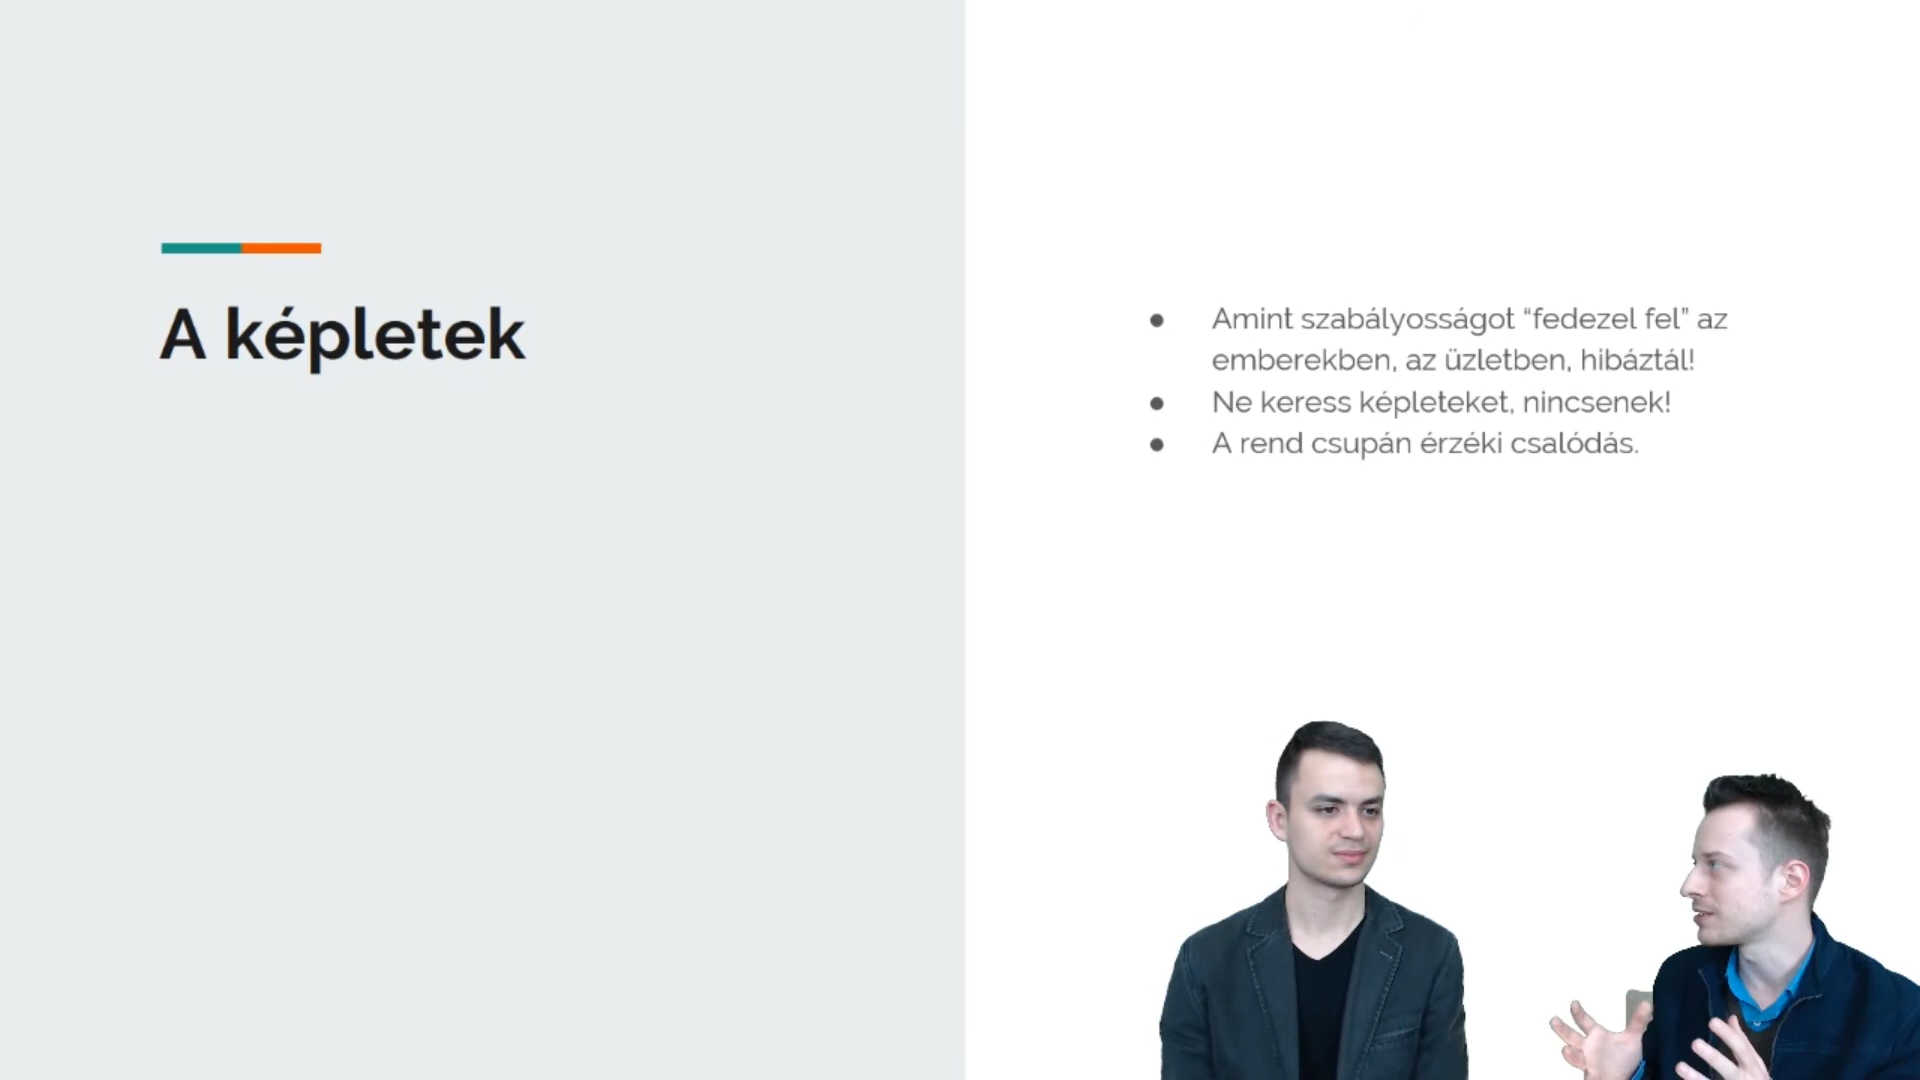 A képletek
● Amint szabályosságot “fedezel fel” az
emberekben, az üzletben, hibáztál!
● Ne keress képleteket, nincsenek!
● A rend csupán érzéki csalódás.